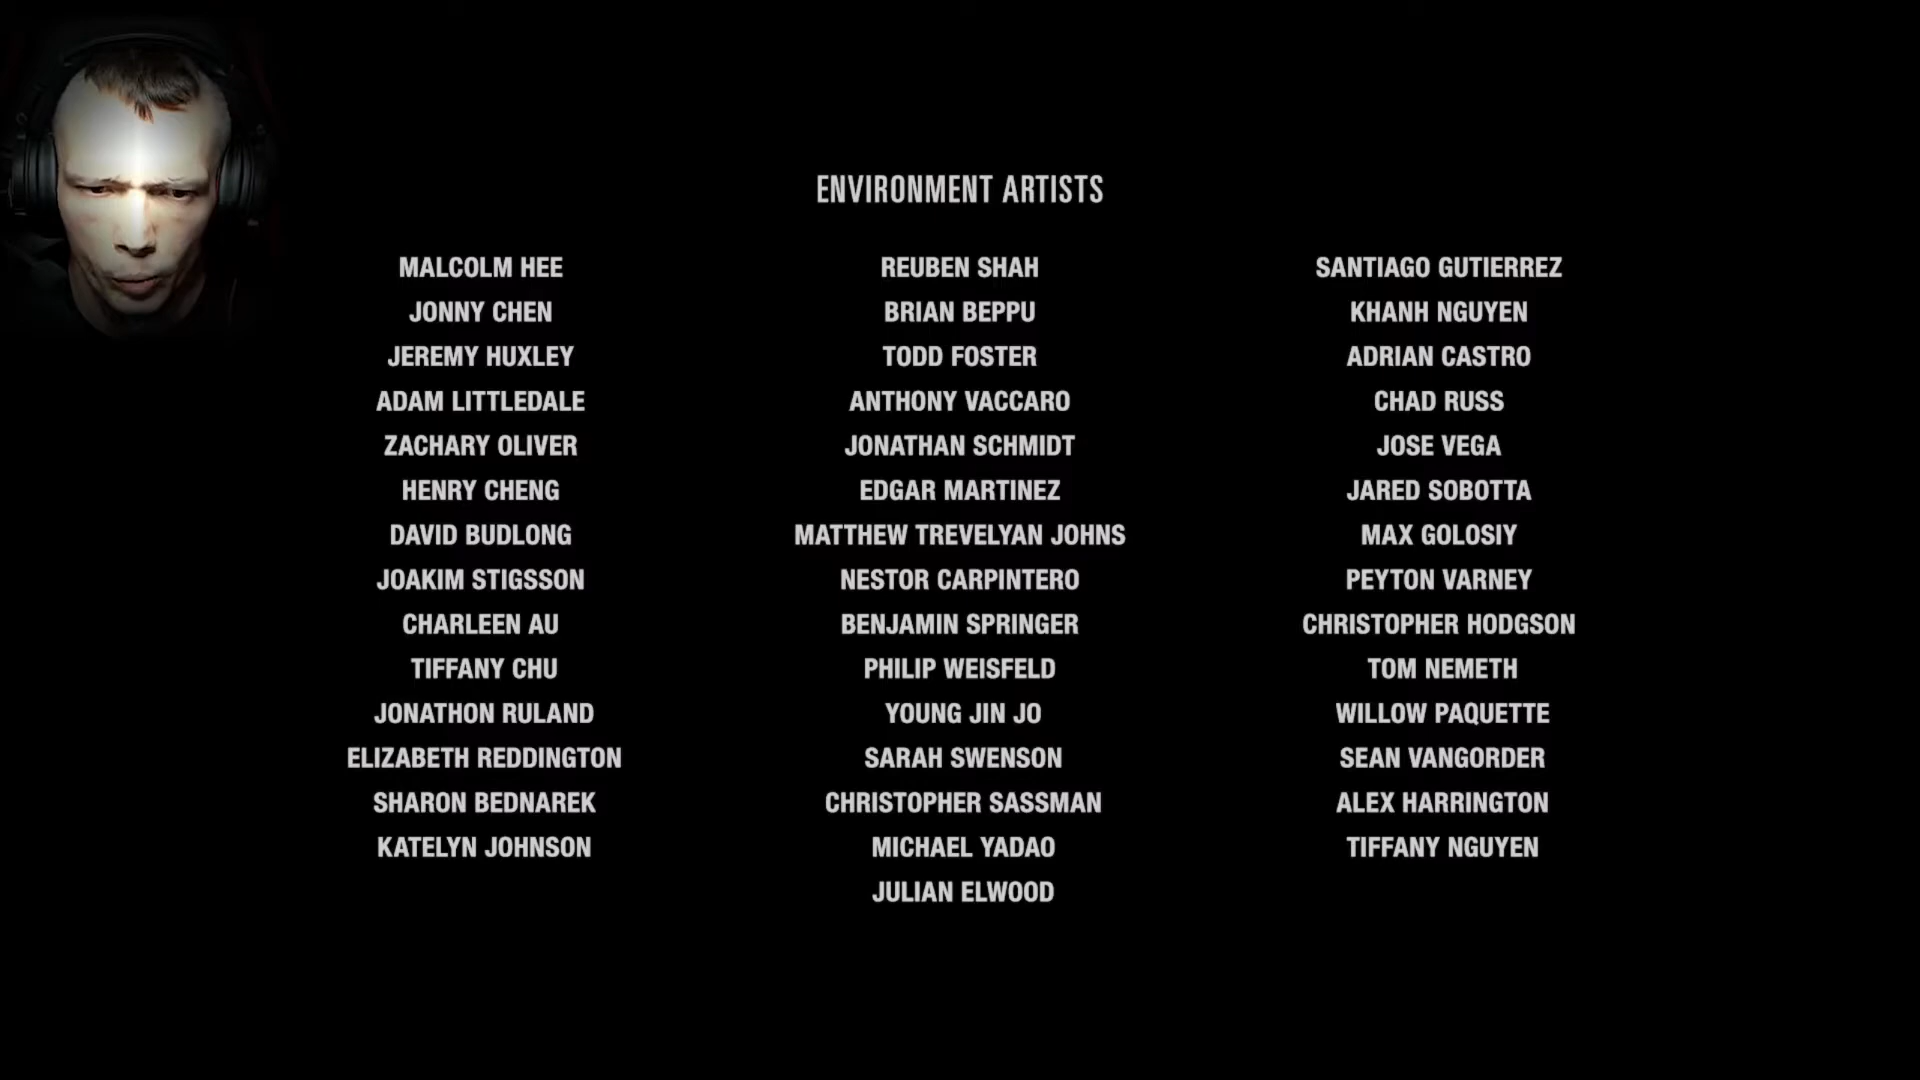 ENVIRONMENT ARTISTS
MALCOLM HEE
JONNY CHEN
JEREMY HUXLEY
ADAM LITTLEDALE
ZACHARY OLIVER
HENRY CHENG
DAVID BUDLONG
JOAKIM STIGSSON
CHARLEEN AU
TIFFANY CHU
JONATHON RULAND
ELIZABETH REDDINGTON
SHARON BEDNAREK
KATELYN JOHNSON
REUBEN SHAH
BRIAN BEPPU
TODD FOSTER
ANTHONY VACCARO
JONATHAN SCHMIDT
EDGAR MARTINEZ
MATTHEW TREVELYAN JOHNS
NESTOR CARPINTERO
BENJAMIN SPRINGER
PHILIP WEISFELD
YOUNG JIN JO
SARAH SWENSON
CHRISTOPHER SASSMAN
MICHAEL YADAO
JULIAN ELWOOD
SANTIAGO GUTIERREZ
KHANH NGUYEN
ADRIAN CASTRO
CHAD RUSS
JOSE VEGA
JARED SOBOTTA
MAX GOLOSIY
PEYTON VARNEY
CHRISTOPHER HODGSON
TOM NEMETH
WILLOW PAQUETTE
SEAN VANGORDER
ALEX HARRINGTON
TIFFANY NGUYEN